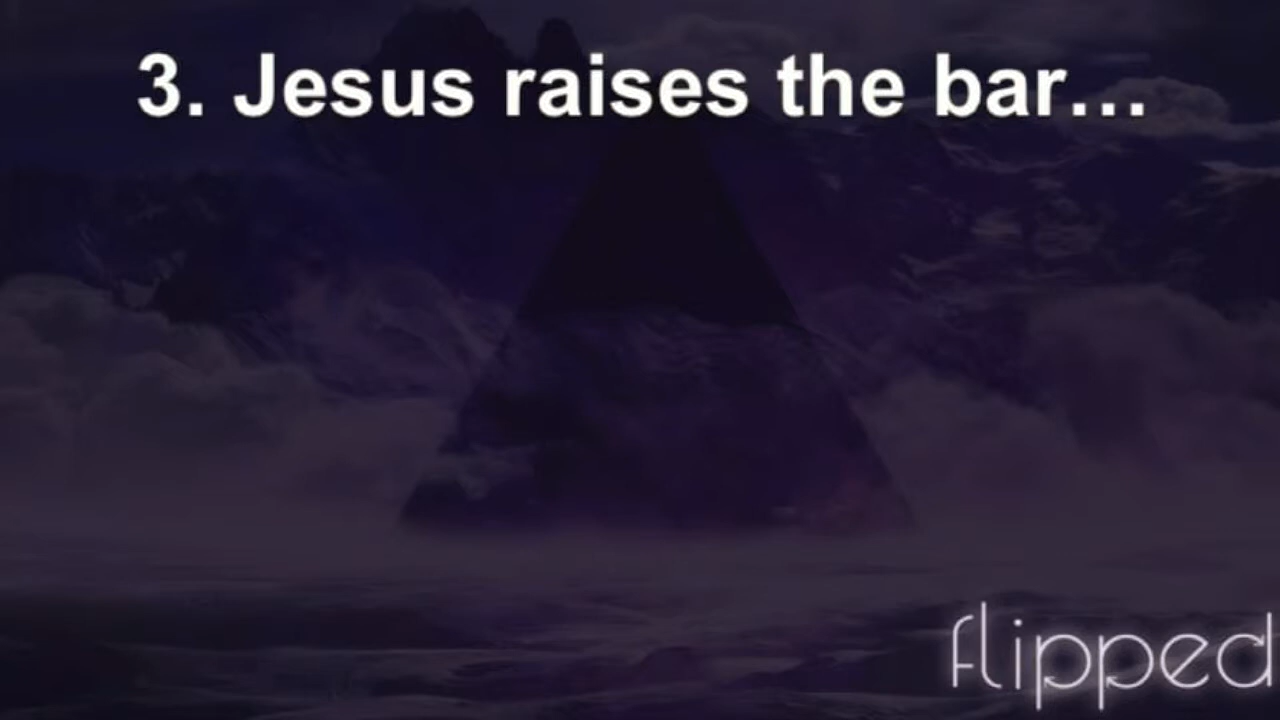 3. Jesus raises the bar…
flipped